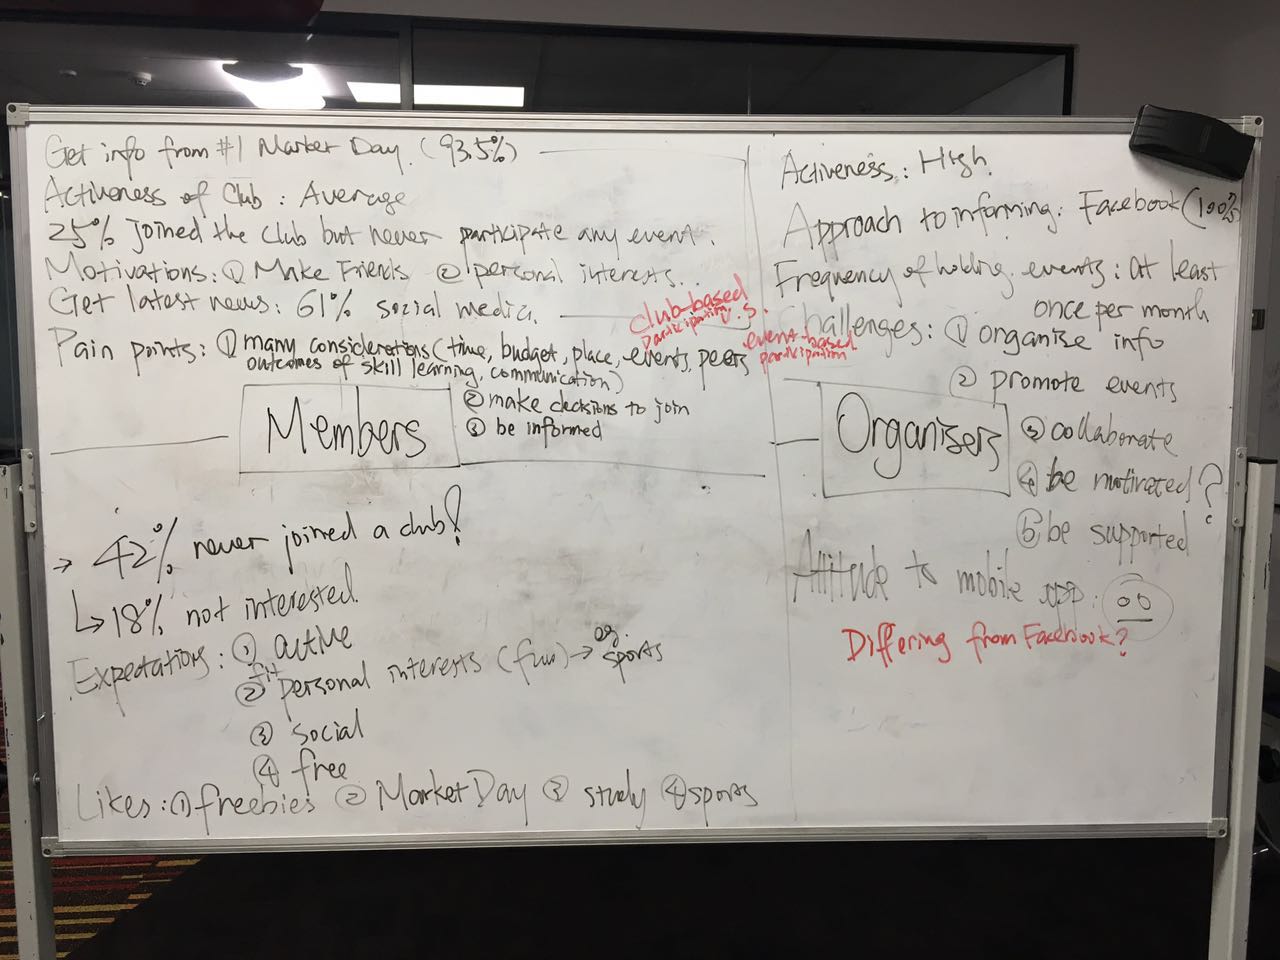 Get info from #1 Market Day. (93.5%)
Activeness of Club : Average
25% joined the club but never participate any event.
Motivations: ① Make Friends ② personal interests..
Get latest news: 61% social media.
Pain points: ① many considerations (time, budget, place, events, peers
outcomes of skill learning, communication)
② make decisions to join
③ be informed
Members
→ 42% never joined a club!
↳ 18% not interested.
Expectations: ① active
② fit personal interests (fun) → eg sports
③ social
④ free
Likes: ① freebies ② Market Day ③ study ④ sports
Club-based
participation
v.s.
event-based
participation
Activeness: High.
Approach to informing: Facebook (100%)
Frequency of holding events: at least
once per month
Challenges: ① organise info
② promote events
③ collaborate
④ be motivated?
⑤ be supported
Organisers
Attitude to mobile app:
Differing from Facebook?